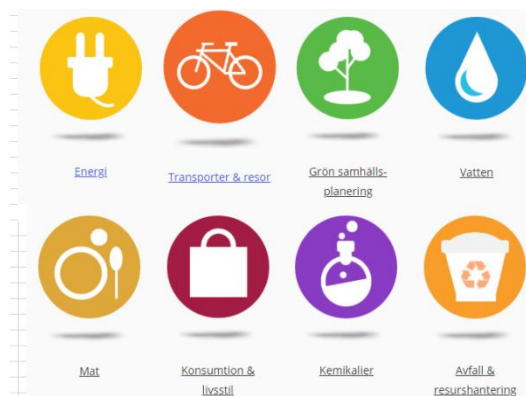 Energi
Transporter & resor
Grön samhälls-
planering
Vatten
Mat
Konsumtion &
livsstil
Kemikalier
Avfall &
resurshantering